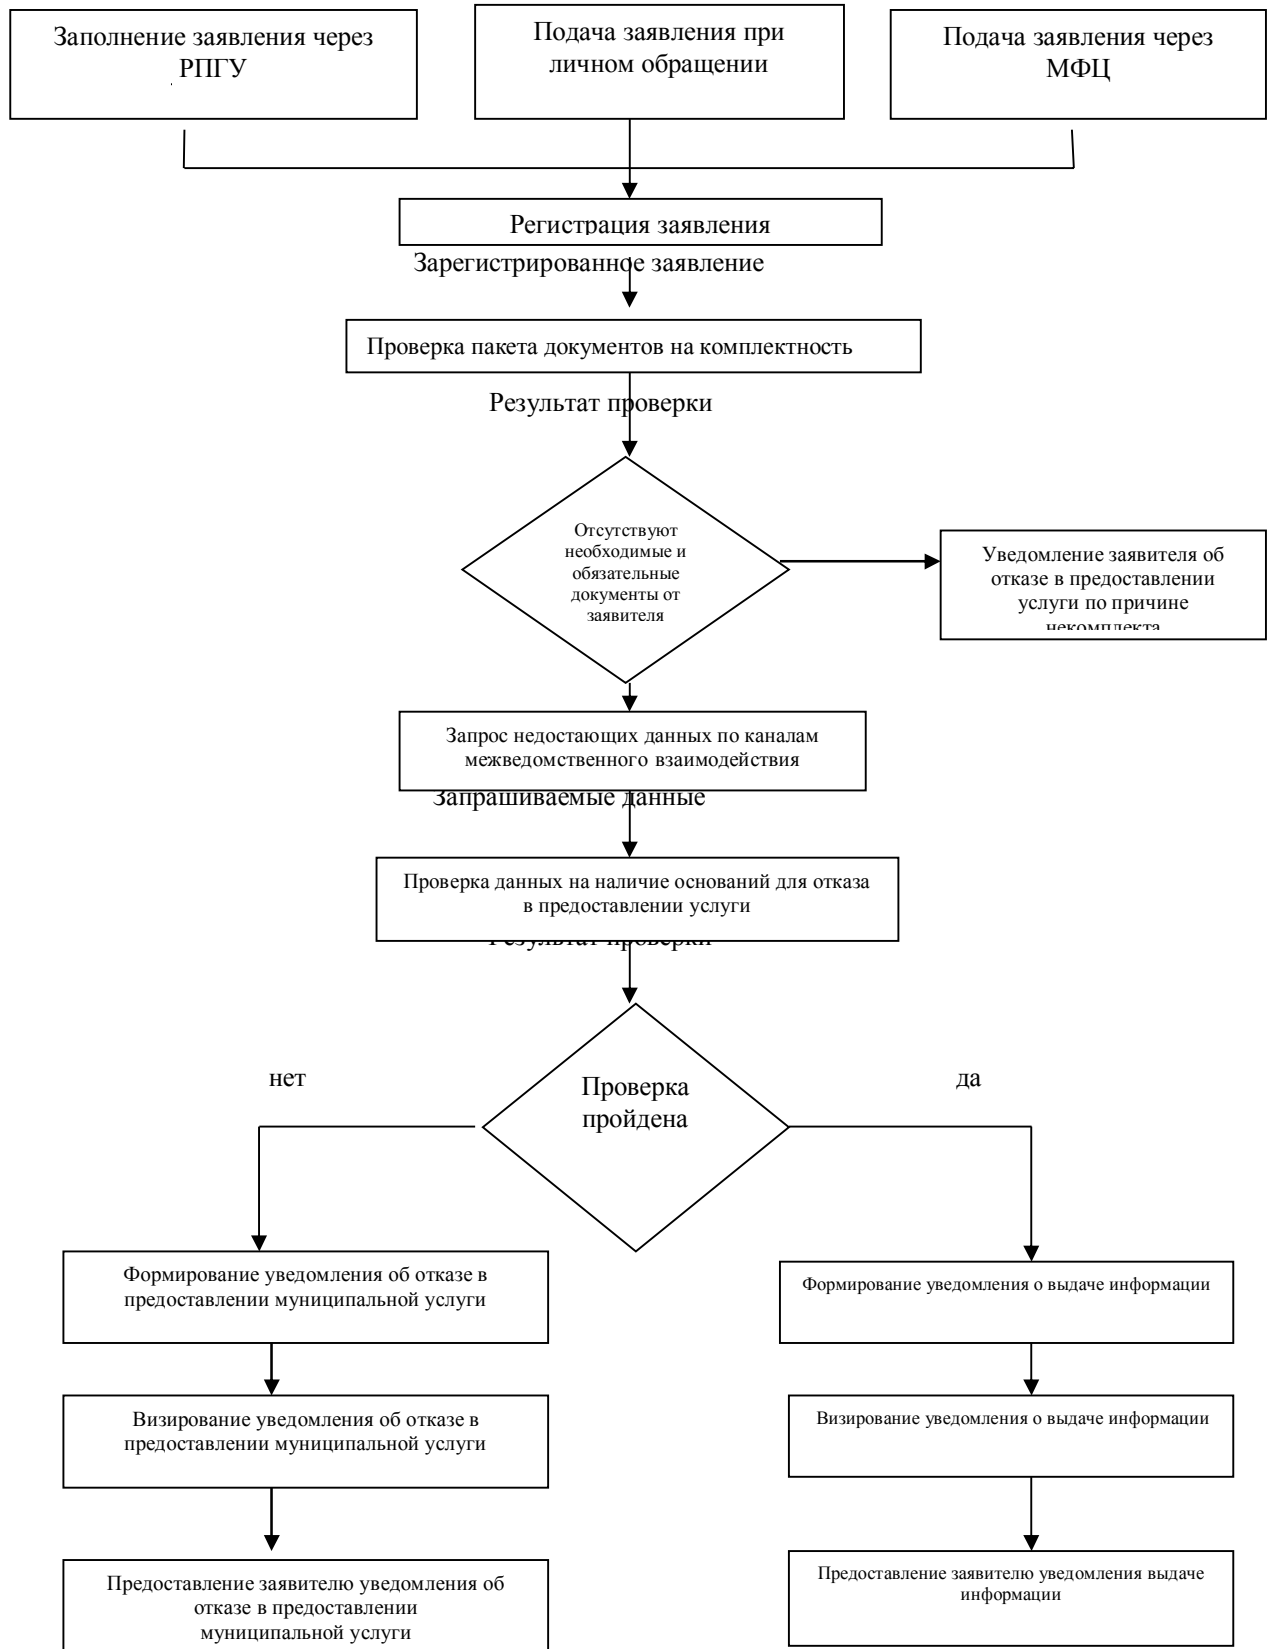 Заполнение заявления через
РПГУ
Подача заявления при
личном обращении
Подача заявления через
МФЦ
Регистрация заявления
Зарегистрированное заявление
Проверка пакета документов на комплектность
Результат проверки
Отсутствуют
необходимые и
обязательные
документы от
заявителя
Уведомление заявителя об
отказе в предоставлении
услуги по причине
некомплекта
Запрос недостающих данных по каналам
межведомственного взаимодействия
Запрашиваемые данные
Проверка данных на наличие оснований для отказа
в предоставлении услуги
Результат проверки
нет
Проверка
пройдена
да
Формирование уведомления об отказе в
предоставлении муниципальной услуги
Формирование уведомления о выдаче информации
Визирование уведомления об отказе в
предоставлении муниципальной услуги
Визирование уведомления о выдаче информации
Предоставление заявителю уведомления об
отказе в предоставлении
муниципальной услуги
Предоставление заявителю уведомления выдаче
информации